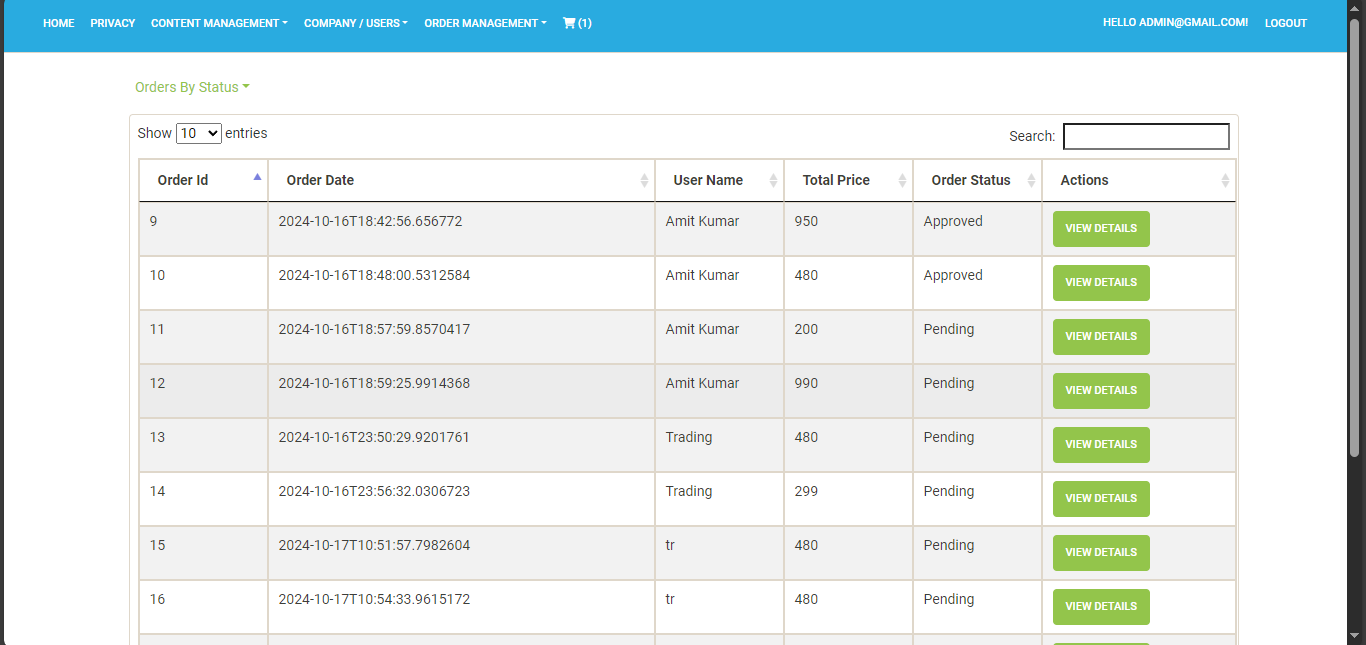 HOME PRIVACY CONTENT MANAGEMENT COMPANY / USERS ORDER MANAGEMENT (1) HELLO ADMIN@GMAIL.COM! LOGOUT
Orders By Status
Show 10 entries Search:
Order Id Order Date User Name Total Price Order Status Actions
9 2024-10-16T18:42:56.656772 Amit Kumar 950 Approved VIEW DETAILS
10 2024-10-16T18:48:00.5312584 Amit Kumar 480 Approved VIEW DETAILS
11 2024-10-16T18:57:59.8570417 Amit Kumar 200 Pending VIEW DETAILS
12 2024-10-16T18:59:25.9914368 Amit Kumar 990 Pending VIEW DETAILS
13 2024-10-16T23:50:29.9201761 Trading 480 Pending VIEW DETAILS
14 2024-10-16T23:56:32.0306723 Trading 299 Pending VIEW DETAILS
15 2024-10-17T10:51:57.7982604 tr 480 Pending VIEW DETAILS
16 2024-10-17T10:54:33.9615172 tr 480 Pending VIEW DETAILS